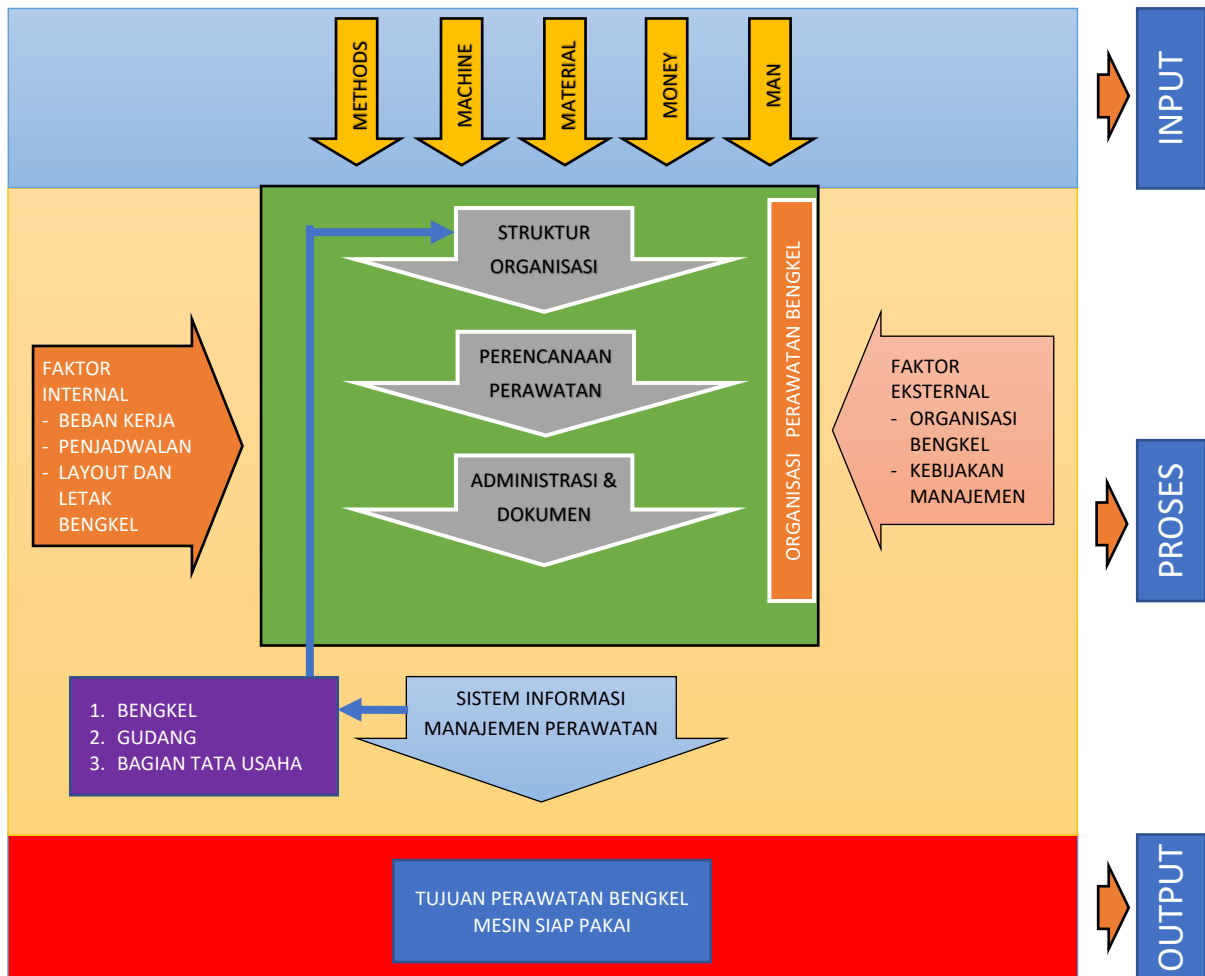 METHODS
MACHINE
MATERIAL
MONEY
MAN
INPUT
STRUKTUR
ORGANISASI
PERENCANAAN
PERAWATAN
ADMINISTRASI &
DOKUMEN
ORGANISASI PERAWATAN BENGKEL
FAKTOR
INTERNAL
- BEBAN KERJA
- PENJADWALAN
- LAYOUT DAN
LETAK
BENGKEL
FAKTOR
EKSTERNAL
- ORGANISASI
BENGKEL
- KEBIJAKAN
MANAJEMEN
PROSES
1. BENGKEL
2. GUDANG
3. BAGIAN TATA USAHA
SISTEM INFORMASI
MANAJEMEN PERAWATAN
TUJUAN PERAWATAN BENGKEL
MESIN SIAP PAKAI
OUTPUT